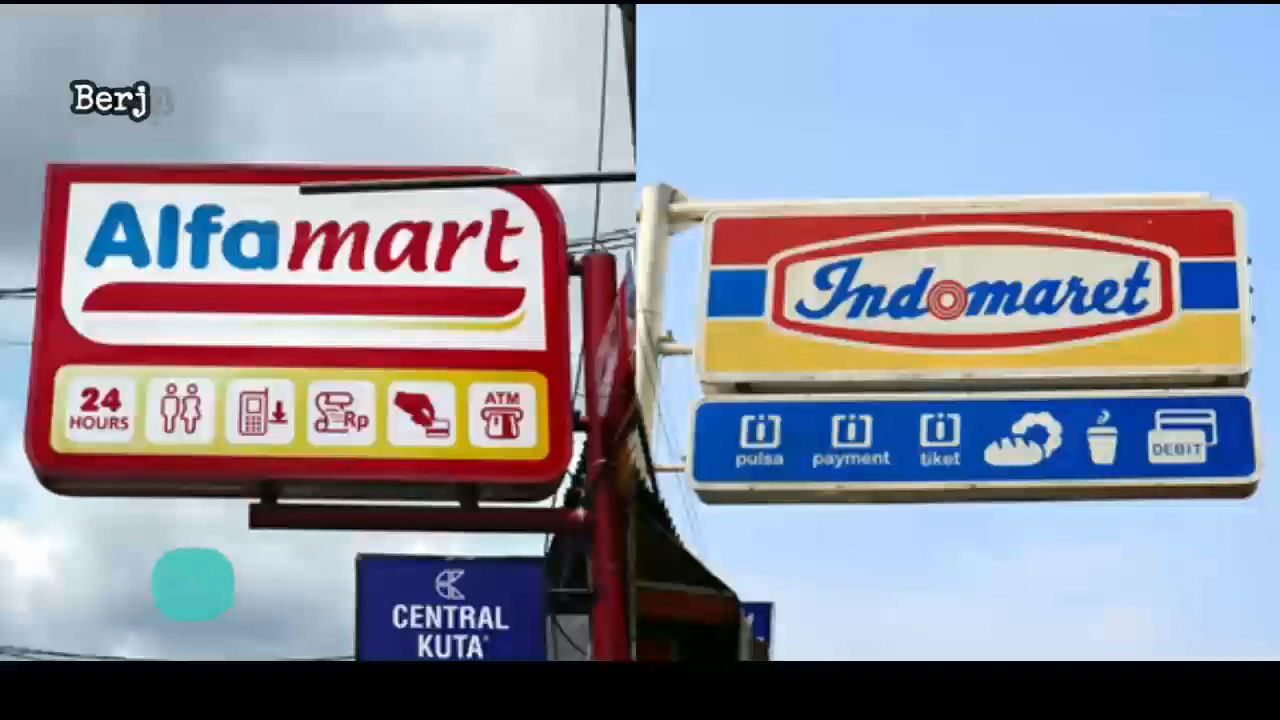 Berj
Alfamart
24
HOURS
Rp
ATM
CENTRAL
KUTA
Indomaret
pulsa
payment
tiket
DEBIT